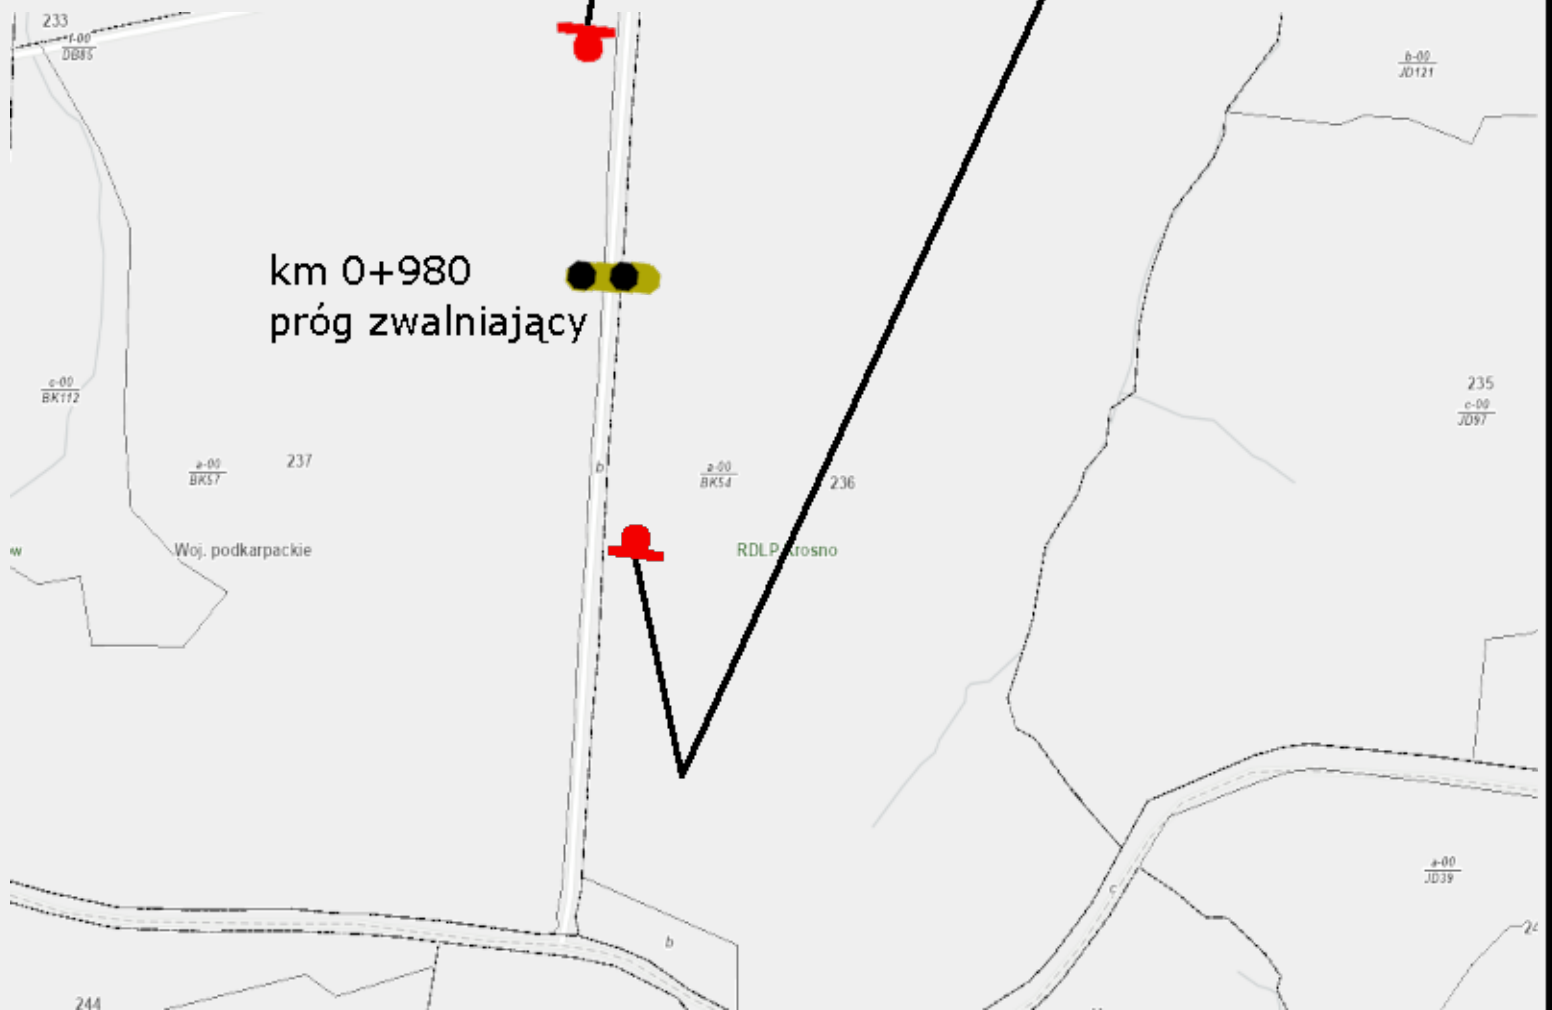 233
f-00
DB85
b-00
JD121
km 0+980
próg zwalniający
c-00
BK112
235
c-00
JD97
a-00
BK57
237
b
a-00
BK54
236
w
Woj. podkarpackie
RDLP Krosno
a-00
JD39
c
b
24
244